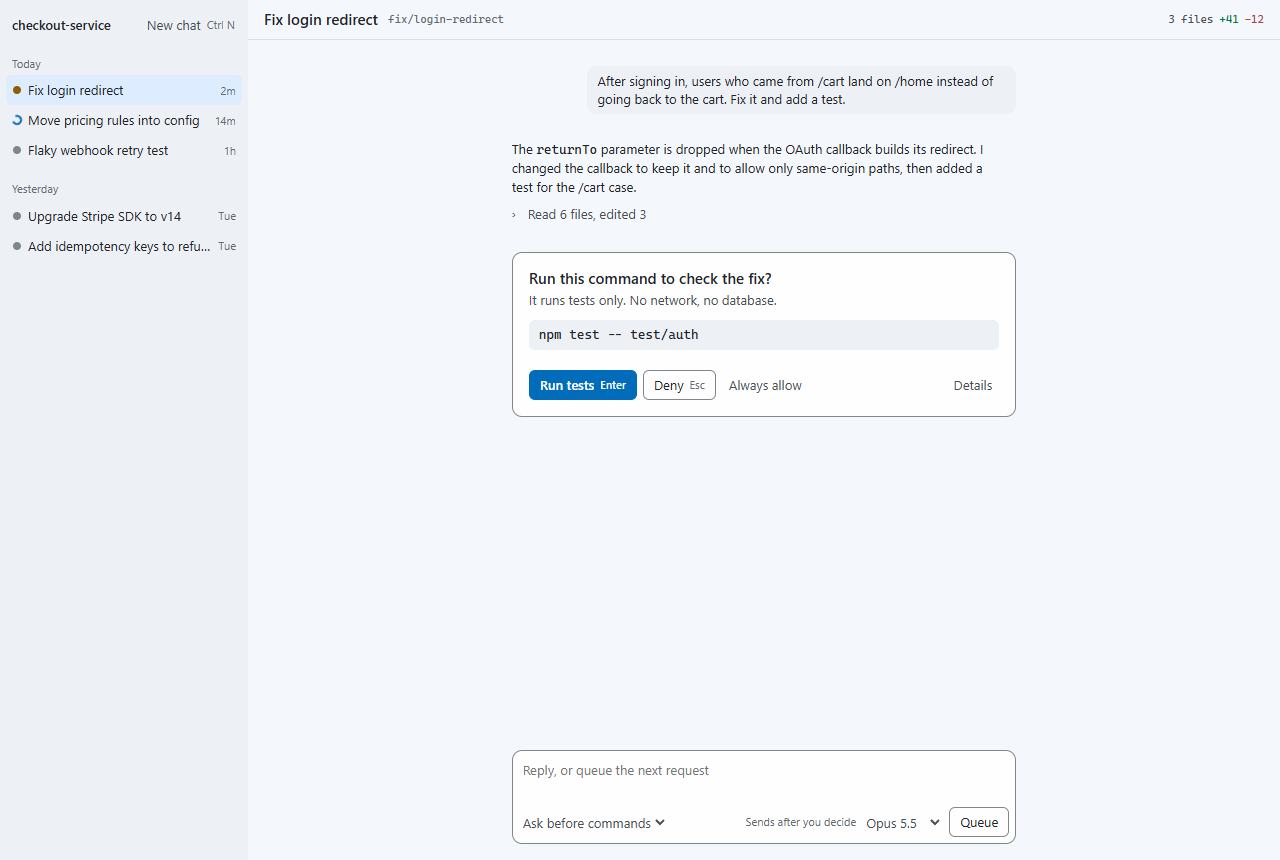 checkout-service
New chat Ctrl N
Today
Fix login redirect 2m
Move pricing rules into config 14m
Flaky webhook retry test 1h
Yesterday
Upgrade Stripe SDK to v14 Tue
Add idempotency keys to refu... Tue
Fix login redirect fix/login-redirect
3 files +41 −12
After signing in, users who came from /cart land on /home instead of
going back to the cart. Fix it and add a test.
The returnTo parameter is dropped when the OAuth callback builds its redirect. I
changed the callback to keep it and to allow only same-origin paths, then added a
test for the /cart case.
› Read 6 files, edited 3
Run this command to check the fix?
It runs tests only. No network, no database.
npm test -- test/auth
Run tests Enter Deny Esc Always allow Details
Reply, or queue the next request
Ask before commands Sends after you decide Opus 5.5 Queue